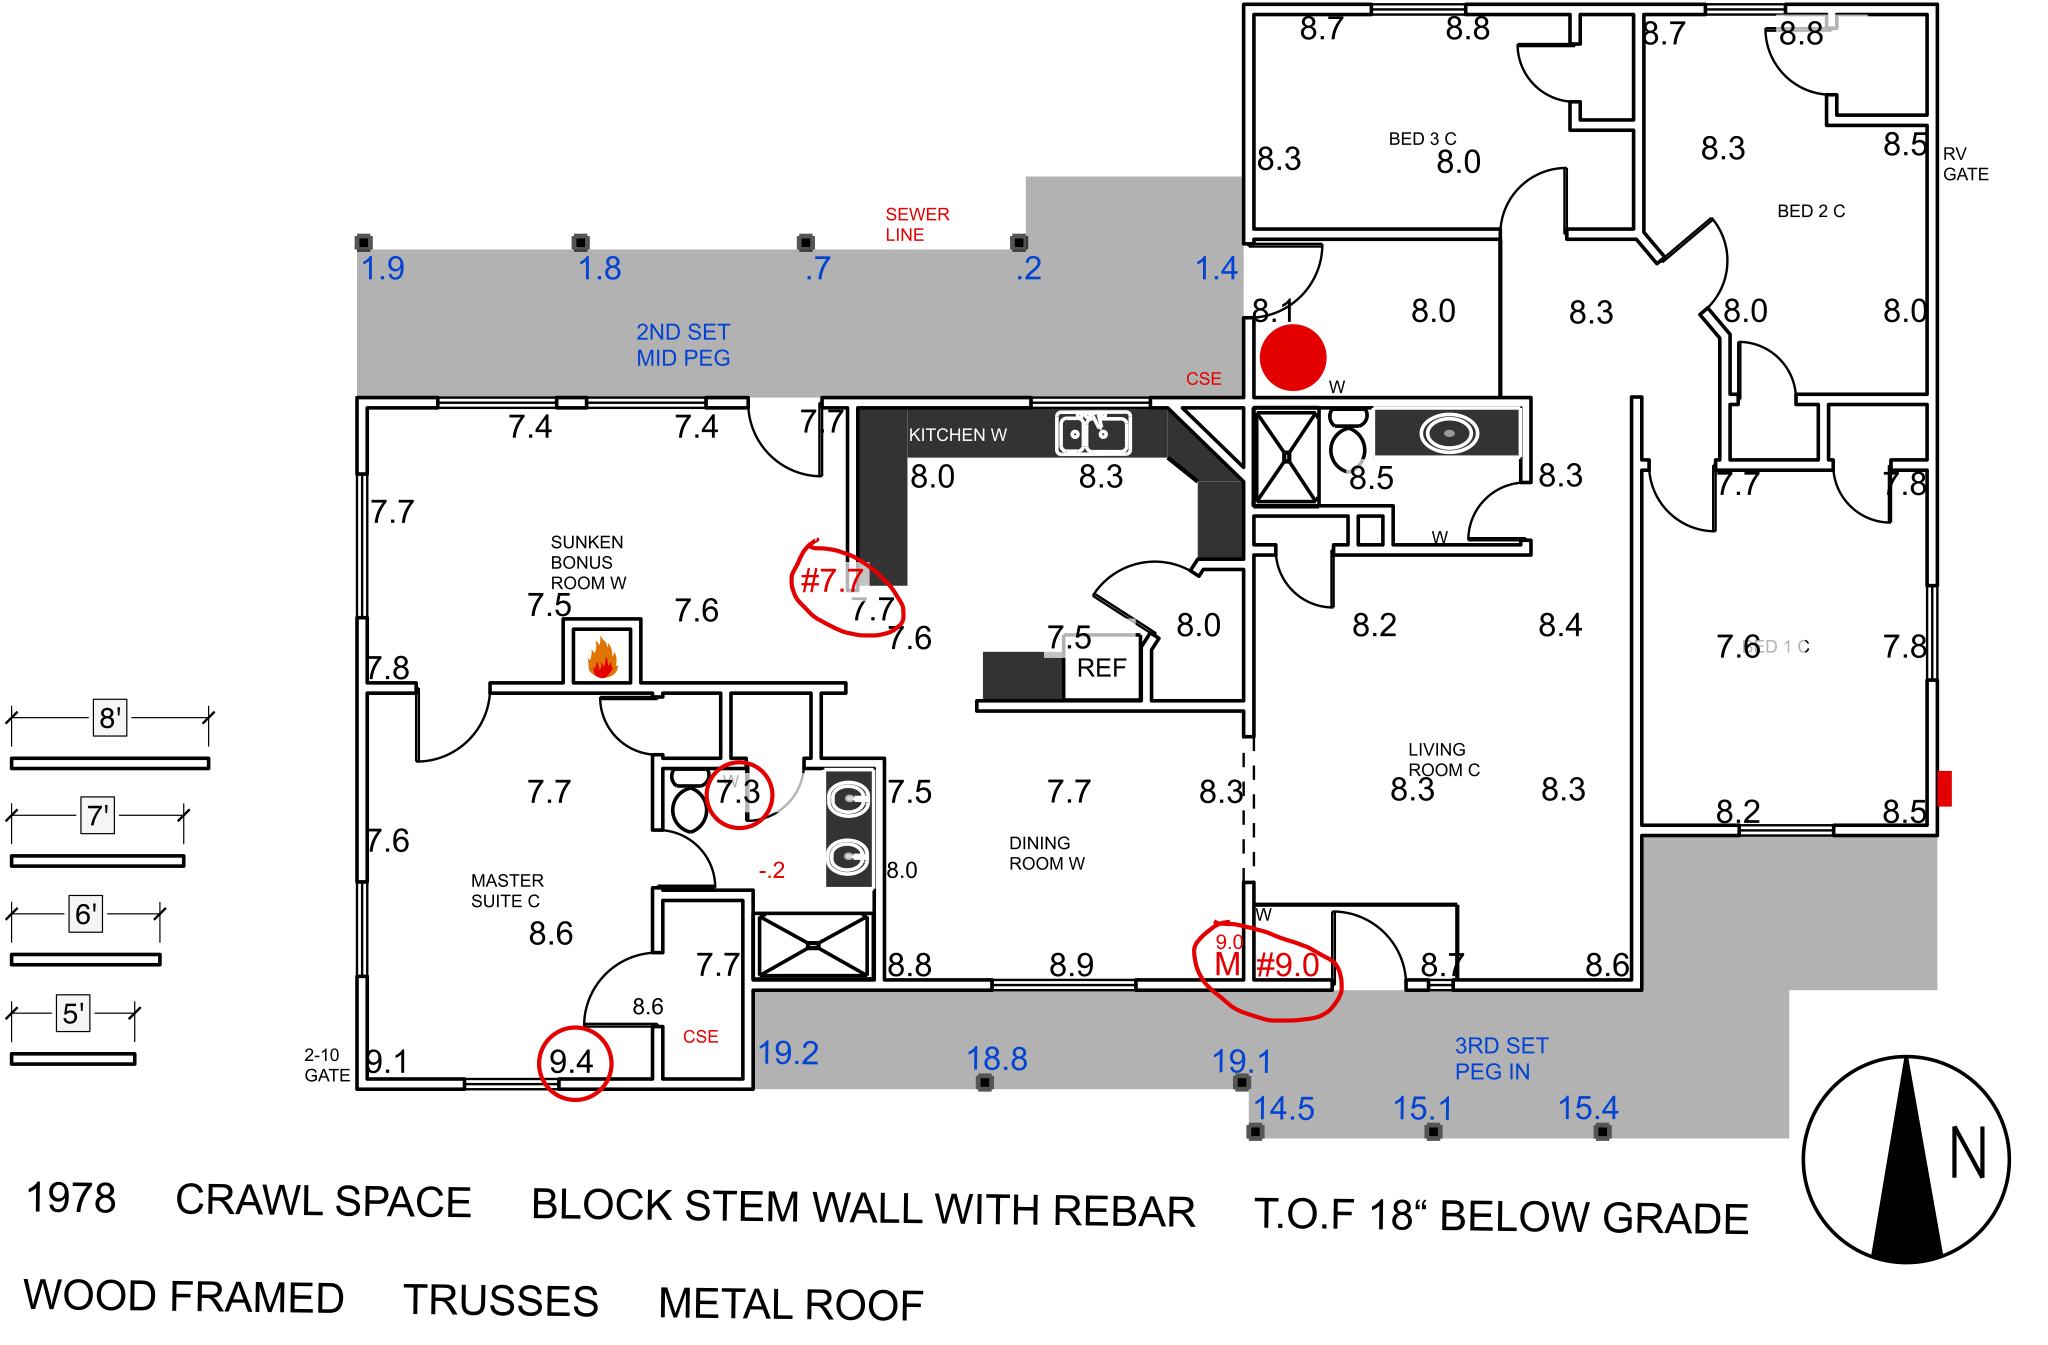 8.7 8.8 8.7 8.8
BED 3 C 8.3 8.5
8.3 8.0 RV
GATE
BED 2 C
SEWER
LINE
1.9 1.8 .7 .2 1.4
8.1 8.0 8.3 8.0 8.0
2ND SET
MID PEG
CSE W
7.4 7.4 7.7 KITCHEN W
8.0 8.3 8.5 8.3 7.7 7.8
7.7
SUNKEN
BONUS
ROOM W
W
#7.7
7.5 7.6 7.7
7.6 7.5 8.0 8.2 8.4
7.6 BED 1 C 7.8
7.8 REF
8'
LIVING
ROOM C
7.7 W 7.3 7.5 7.7 8.3 8.3 8.3
7' 8.2 8.5
7.6
DINING
ROOM W
-.2 8.0
MASTER
SUITE C
6' W
8.6 9.0
7.7 8.8 8.9 M #9.0 8.7 8.6
8.6
5'
CSE
2-10
GATE
9.1 9.4
19.2 18.8 19.1
3RD SET
PEG IN
14.5 15.1 15.4
N
1978 CRAWL SPACE BLOCK STEM WALL WITH REBAR T.O.F 18“ BELOW GRADE
WOOD FRAMED TRUSSES METAL ROOF